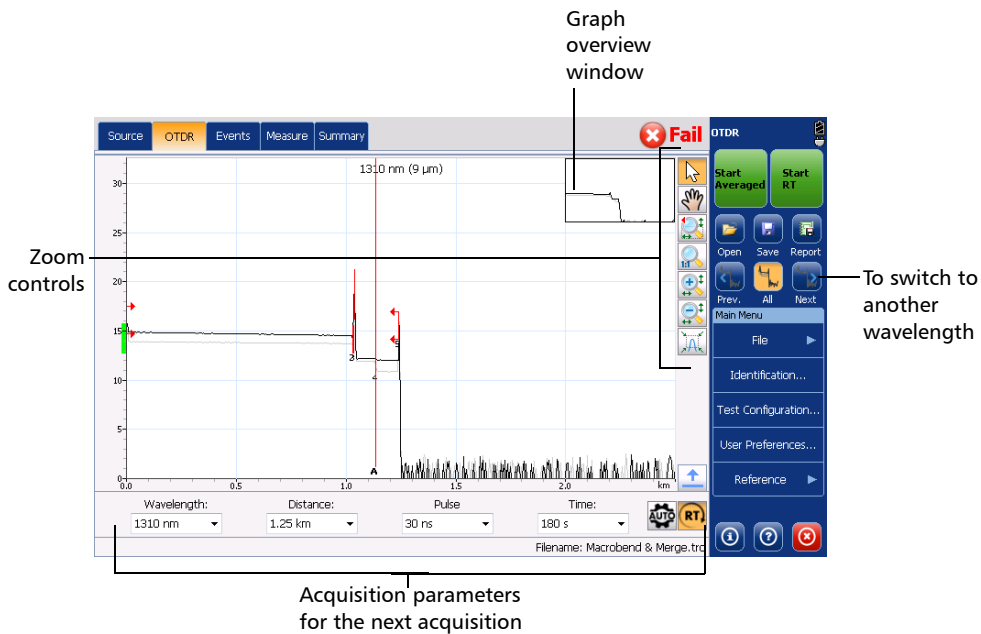 Graph
overview
window
Source OTDR Events Measure Summary Fail OTDR
1310 nm (9 µm)
Start
Averaged
Start
RT
30
25
20
15
10
5
0
Zoom
controls
1:1
Open Save Report
Prev. All Next
To switch to
another
wavelength
Main Menu
File
Identification...
Test Configuration...
User Preferences...
Reference
A
0.0 0.5 1.0 1.5 2.0 km
Wavelength: Distance: Pulse Time:
1310 nm 1.25 km 30 ns 180 s AUTO RT
Filename: Macrobend & Merge.trc
Acquisition parameters
for the next acquisition